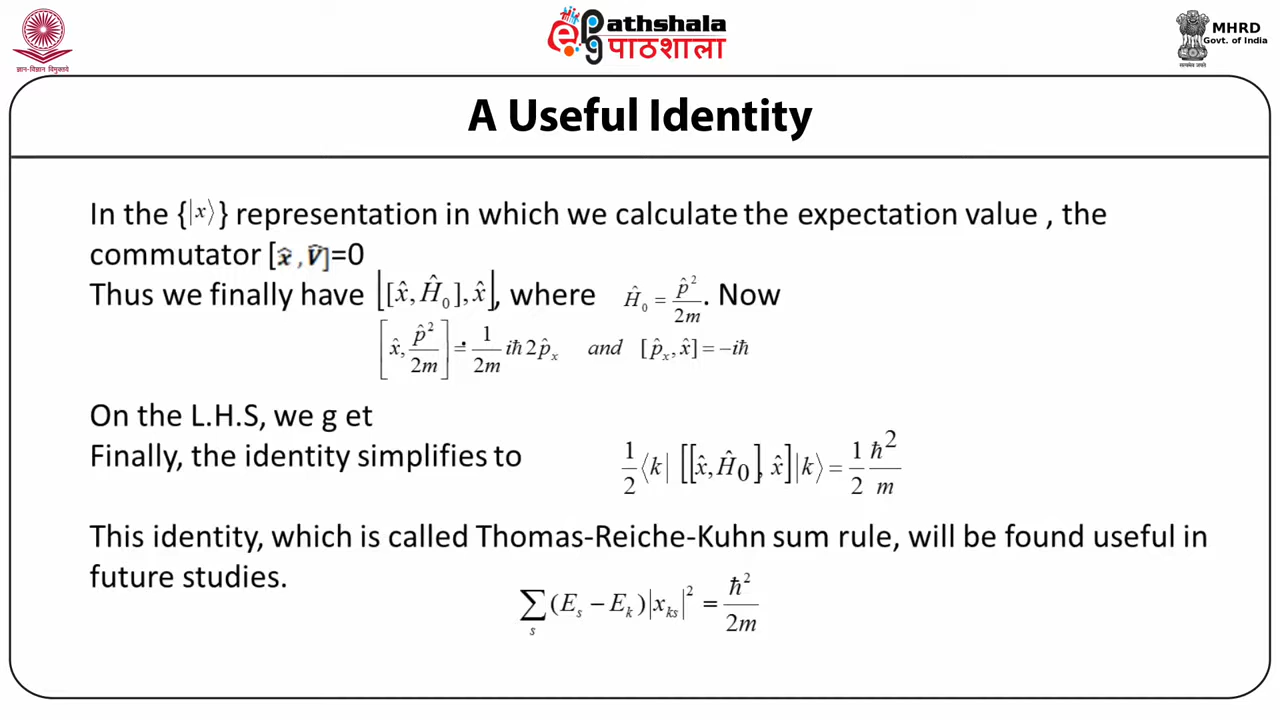 ePathshala
पाठशाला
MHRD
Govt. of India
ज्ञान-विज्ञान विमुक्तये
सत्यमेव जयते
A Useful Identity
In the {|x⟩} representation in which we calculate the expectation value , the
commutator [x̂ , V̂]=0
Thus we finally have [[x̂, Ĥ₀], x̂], where Ĥ₀ = p̂²/2m. Now
[x̂, p̂²/2m] = 1/2m iħ 2p̂ₓ and [p̂ₓ, x̂] = −iħ
On the L.H.S, we g et
Finally, the identity simplifies to 1/2 ⟨k| [[x̂, Ĥ0], x̂] |k⟩ = 1/2 ħ²/m
This identity, which is called Thomas-Reiche-Kuhn sum rule, will be found useful in
future studies.
∑ₛ (Eₛ − Eₖ)|xₖₛ|² = ħ²/2m